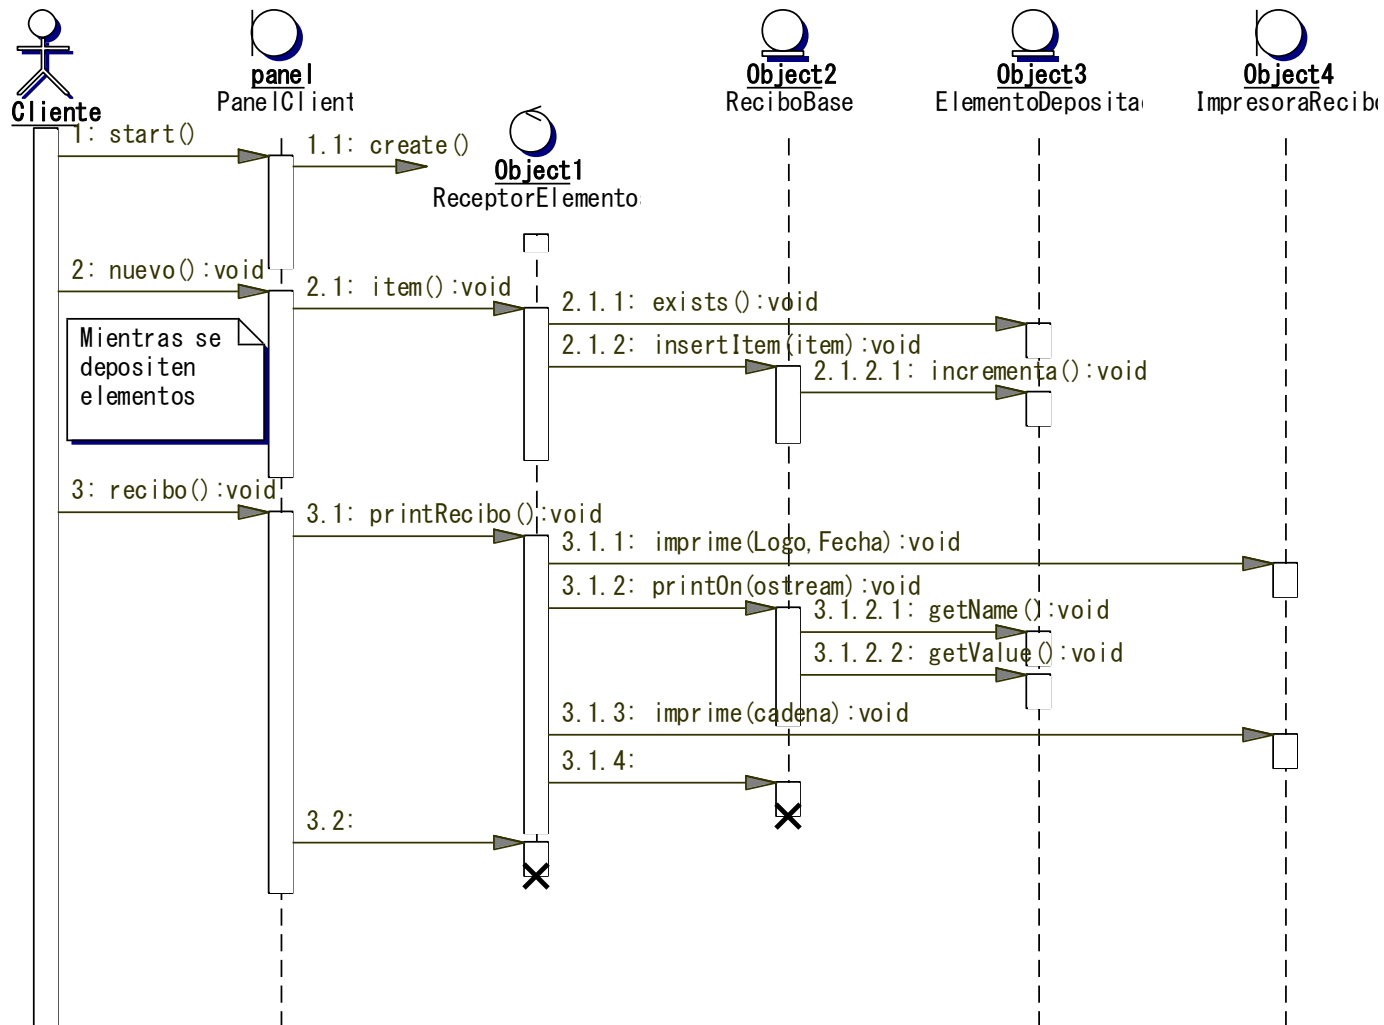 Cliente
panel
PanelClient
Object2
ReciboBase
Object3
ElementoDeposita
Object4
ImpresoraRecibo
1: start()
1.1: create()
Object1
ReceptorElemento
2: nuevo():void
2.1: item():void
2.1.1: exists():void
Mientras se
depositen
elementos
2.1.2: insertItem(item):void
2.1.2.1: incrementa():void
3: recibo():void
3.1: printRecibo():void
3.1.1: imprime(Logo,Fecha):void
3.1.2: printOn(ostream):void
3.1.2.1: getName():void
3.1.2.2: getValue():void
3.1.3: imprime(cadena):void
3.1.4:
3.2: